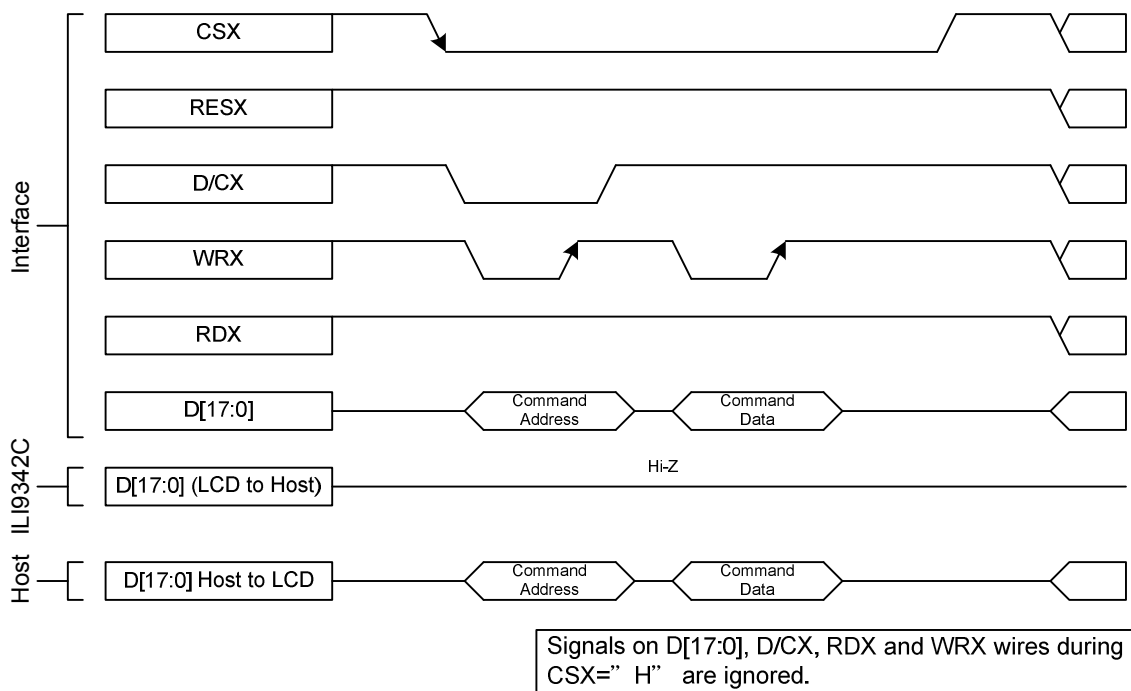 Interface
CSX
RESX
D/CX
WRX
RDX
D[17:0]
Command
Address
Command
Data
ILI9342C
D[17:0] (LCD to Host)
Hi-Z
Host
D[17:0] Host to LCD
Command
Address
Command
Data
Signals on D[17:0], D/CX, RDX and WRX wires during
CSX=” H” are ignored.